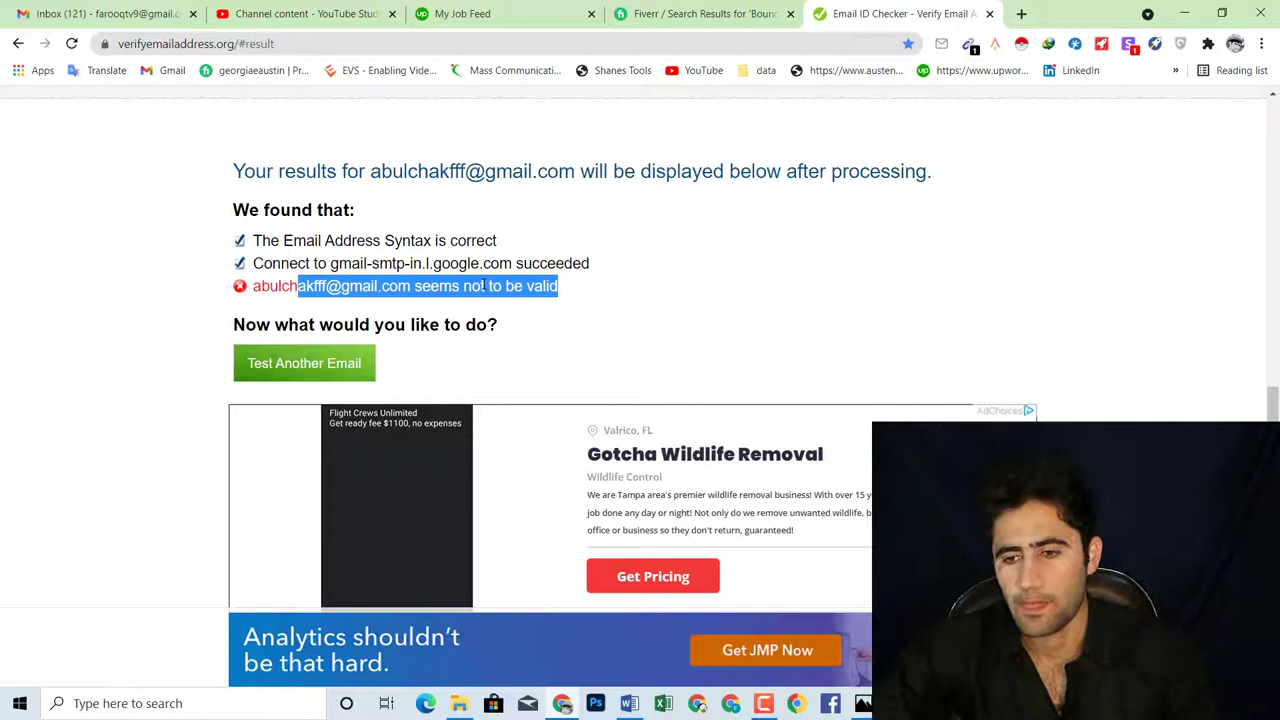 Inbox (121) - farooqtv9@gmail.c
Channel content - YouTube Studi
My Job Feed
Fiverr / Search Results for 'Bounc
Email ID Checker - Verify Email A
verifyemailaddress.org/#result
Apps
Translate
Gmail
georgiaeaustin | Pr...
EVS - Enabling Vide...
Mass Communicati...
Shanes Tools
YouTube
data
https://www.austen...
https://www.upwor...
LinkedIn
»
Reading list
Your results for abulchakfff@gmail.com will be displayed below after processing.
We found that:
The Email Address Syntax is correct
Connect to gmail-smtp-in.l.google.com succeeded
abulchakfff@gmail.com seems not to be valid
Now what would you like to do?
Test Another Email
AdChoices
Flight Crews Unlimited
Get ready fee $1100, no expenses
Valrico, FL
Gotcha Wildlife Removal
Wildlife Control
We are Tampa area's premier wildlife removal business! With over 15 y
job done any day or night! Not only do we remove unwanted wildlife, b
office or business so they don't return, guaranteed!
Get Pricing
Analytics shouldn't
be that hard.
Get JMP Now
Type here to search